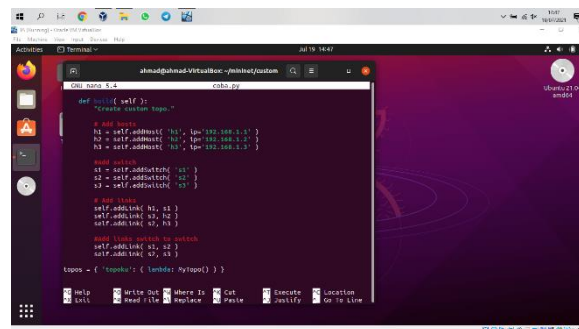 14:47
16/07/2021
Activities
Terminal
Jul 19 14:47
ahmad@ahmad-VirtualBox: ~/mininet/custom
GNU nano 5.4
coba.py
def build( self ):
"Create custom topo."
# Add hosts
h1 = self.addHost( 'h1', ip='192.168.1.1' )
h2 = self.addHost( 'h2', ip='192.168.1.2' )
h3 = self.addHost( 'h3', ip='192.168.1.3' )
#Add switch
s1 = self.addSwitch( 's1' )
s2 = self.addSwitch( 's2' )
s3 = self.addSwitch( 's3' )
# Add links
self.addLink( h1, s1 )
self.addLink( s3, h2 )
self.addLink( s2, h3 )
#Add links switch to switch
self.addLink( s1, s2 )
self.addLink( s2, s3 )
topos = { 'topoku': ( lambda: MyTopo() ) }
^G Help ^O Write Out ^W Where Is ^K Cut ^T Execute ^C Location
^X Exit ^R Read File ^\ Replace ^U Paste ^J Justify ^_ Go To Line
Ubuntu 21.0
amd64